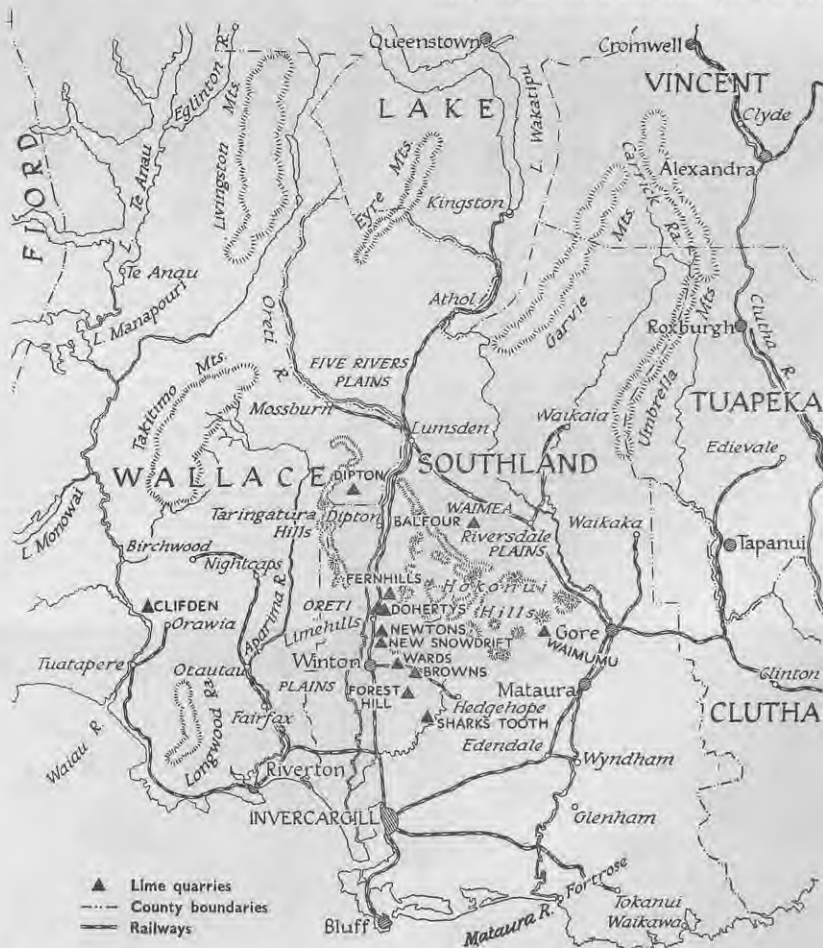 Queenstown
Cromwell
VINCENT
Eglinton R.
LAKE
L. Wakatipu
Clyde
Livingston Mts.
FJORD
Te Anau
Eyre Mts.
Alexandra
Kingston
Carrick Ra.
Te Anau
Garvie Mts.
Athol
L. Manapouri
Oreti R.
Roxburgh
Clutha R.
Umbrella Mts
FIVE RIVERS
PLAINS
Takitimo Mts.
Mossburn
Lumsden
Waikaia
TUAPEKA
Edievale
WALLACE
SOUTHLAND
DIPTON
L. Monowai
Taringatura
Hills
Dipton
BALFOUR
WAIMEA
Riversdale
PLAINS
Waikaka
Tapanui
Birchwood
Nightcaps
FERNHILLS
Hokonui
Hills
CLIFDEN
Orawia
Aparima R.
ORETI
Limehills
DOHERTYS
NEWTONS
NEW SNOWDRIFT
Gore
WAIMUMU
Tuatapere
Otautau
Winton
WARDS
BROWNS
Clinton
PLAINS
Mataura
FOREST
HILL
Hedgehope
CLUTHA
Longwood Ra.
Fairfax
SHARKS TOOTH
Edendale
Waiau R.
Wyndham
Riverton
INVERCARGILL
Glenham
Fortrose
Tokanui
Waikawa
Mataura R.
Bluff
Lime quarries
County boundaries
Railways